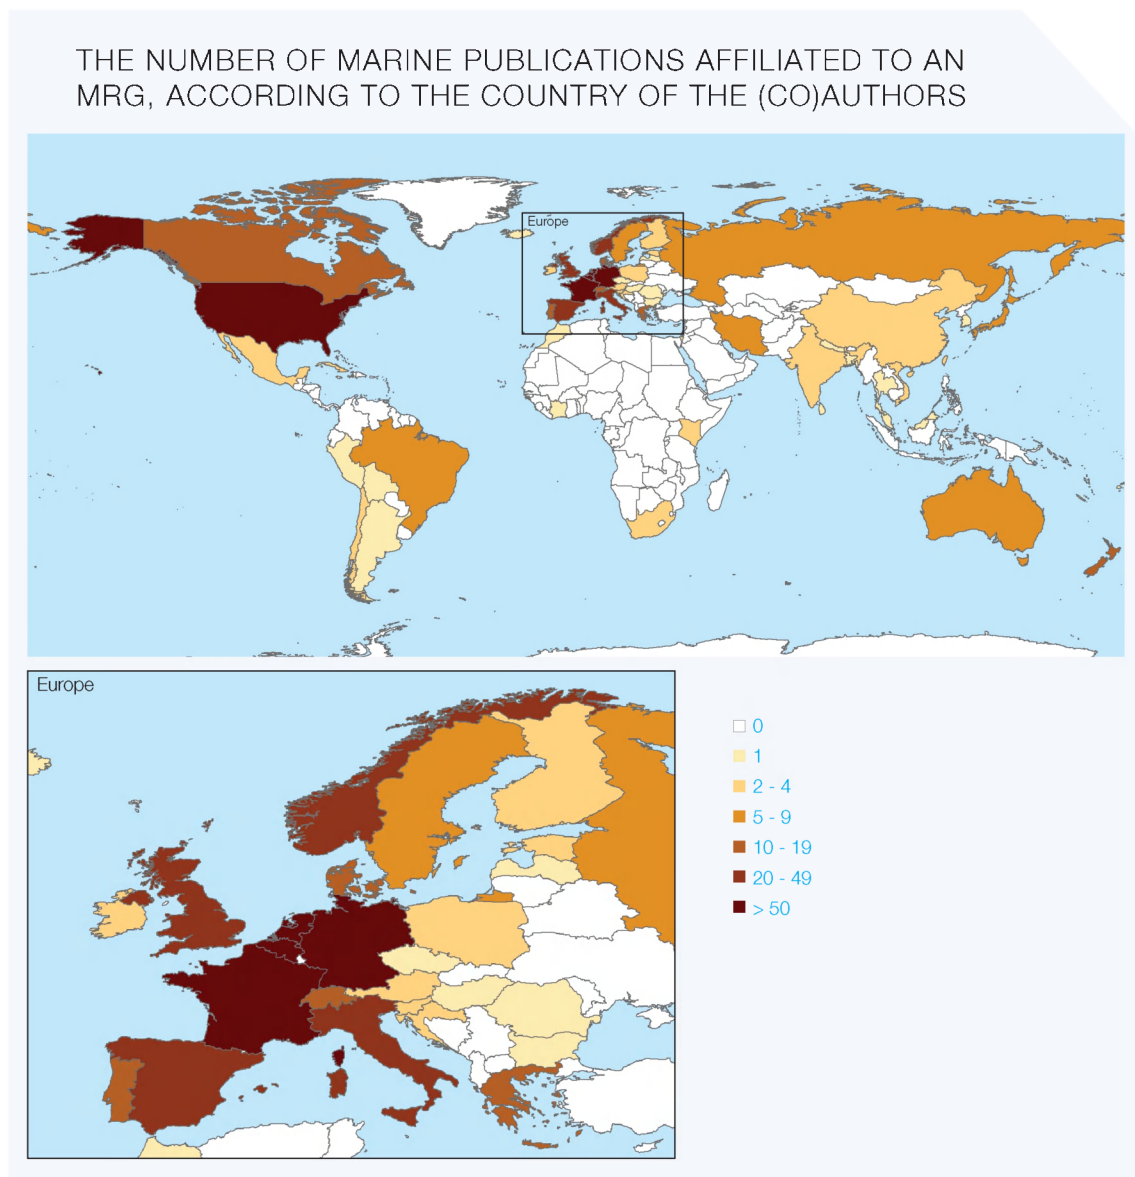 THE NUMBER OF MARINE PUBLICATIONS AFFILIATED TO AN
MRG, ACCORDING TO THE COUNTRY OF THE (CO)AUTHORS
Europe
Europe
0
1
2 - 4
5 - 9
10 - 19
20 - 49
> 50